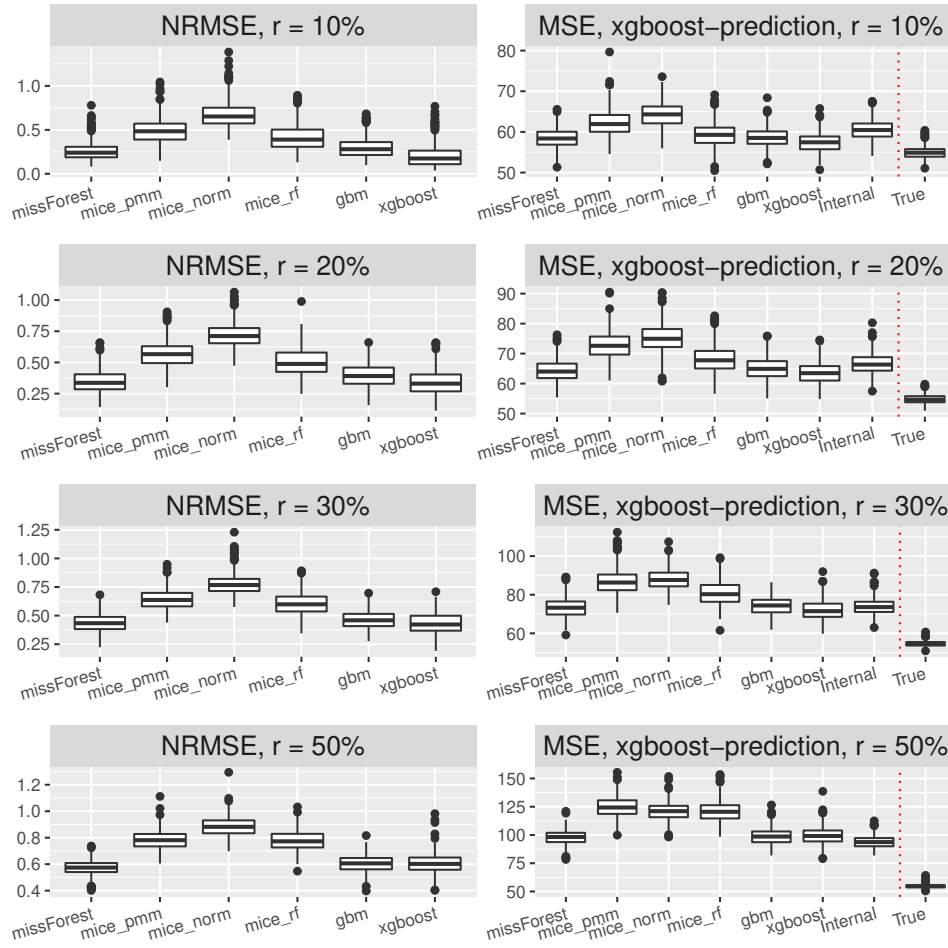 NRMSE, r = 10%
1.0
0.5
0.0
missForest mice_pmm mice_norm mice_rf gbm xgboost
MSE, xgboost−prediction, r = 10%
80
70
60
50
missForest mice_pmm mice_norm mice_rf gbm xgboost Internal True
NRMSE, r = 20%
1.00
0.75
0.50
0.25
missForest mice_pmm mice_norm mice_rf gbm xgboost
MSE, xgboost−prediction, r = 20%
90
80
70
60
50
missForest mice_pmm mice_norm mice_rf gbm xgboost Internal True
NRMSE, r = 30%
1.25
1.00
0.75
0.50
0.25
missForest mice_pmm mice_norm mice_rf gbm xgboost
MSE, xgboost−prediction, r = 30%
100
80
60
missForest mice_pmm mice_norm mice_rf gbm xgboost Internal True
NRMSE, r = 50%
1.2
1.0
0.8
0.6
0.4
missForest mice_pmm mice_norm mice_rf gbm xgboost
MSE, xgboost−prediction, r = 50%
150
125
100
75
50
missForest mice_pmm mice_norm mice_rf gbm xgboost Internal True